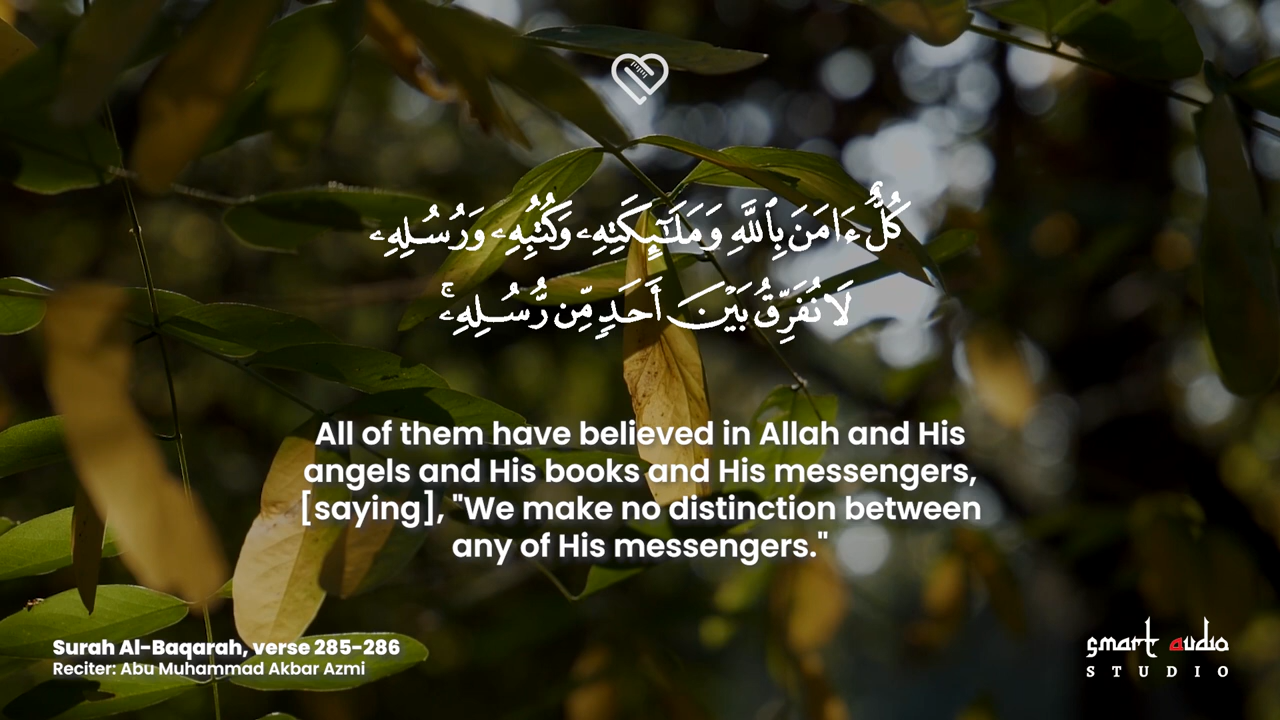 كُلٌّ ءَامَنَ بِٱللَّهِ وَمَلَـٰٓئِكَتِهِۦ وَكُتُبِهِۦ وَرُسُلِهِۦ
لَا نُفَرِّقُ بَيْنَ أَحَدٍ مِّن رُّسُلِهِۦ ۚ
All of them have believed in Allah and His
angels and His books and His messengers,
[saying], "We make no distinction between
any of His messengers."
Surah Al-Baqarah, verse 285-286
Reciter: Abu Muhammad Akbar Azmi
smart audio
STUDIO